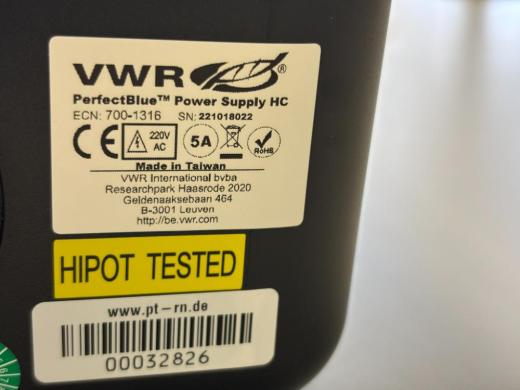 VWR®
PerfectBlue™ Power Supply HC
ECN: 700-1316 SN: 221018022
CE 220V AC 5A RoHS
Made in Taiwan
VWR International bvba
Researchpark Haasrode 2020
Geldenaaksebaan 464
B-3001 Leuven
http://be.vwr.com
HIPOT TESTED
www.pt-rn.de
00032826